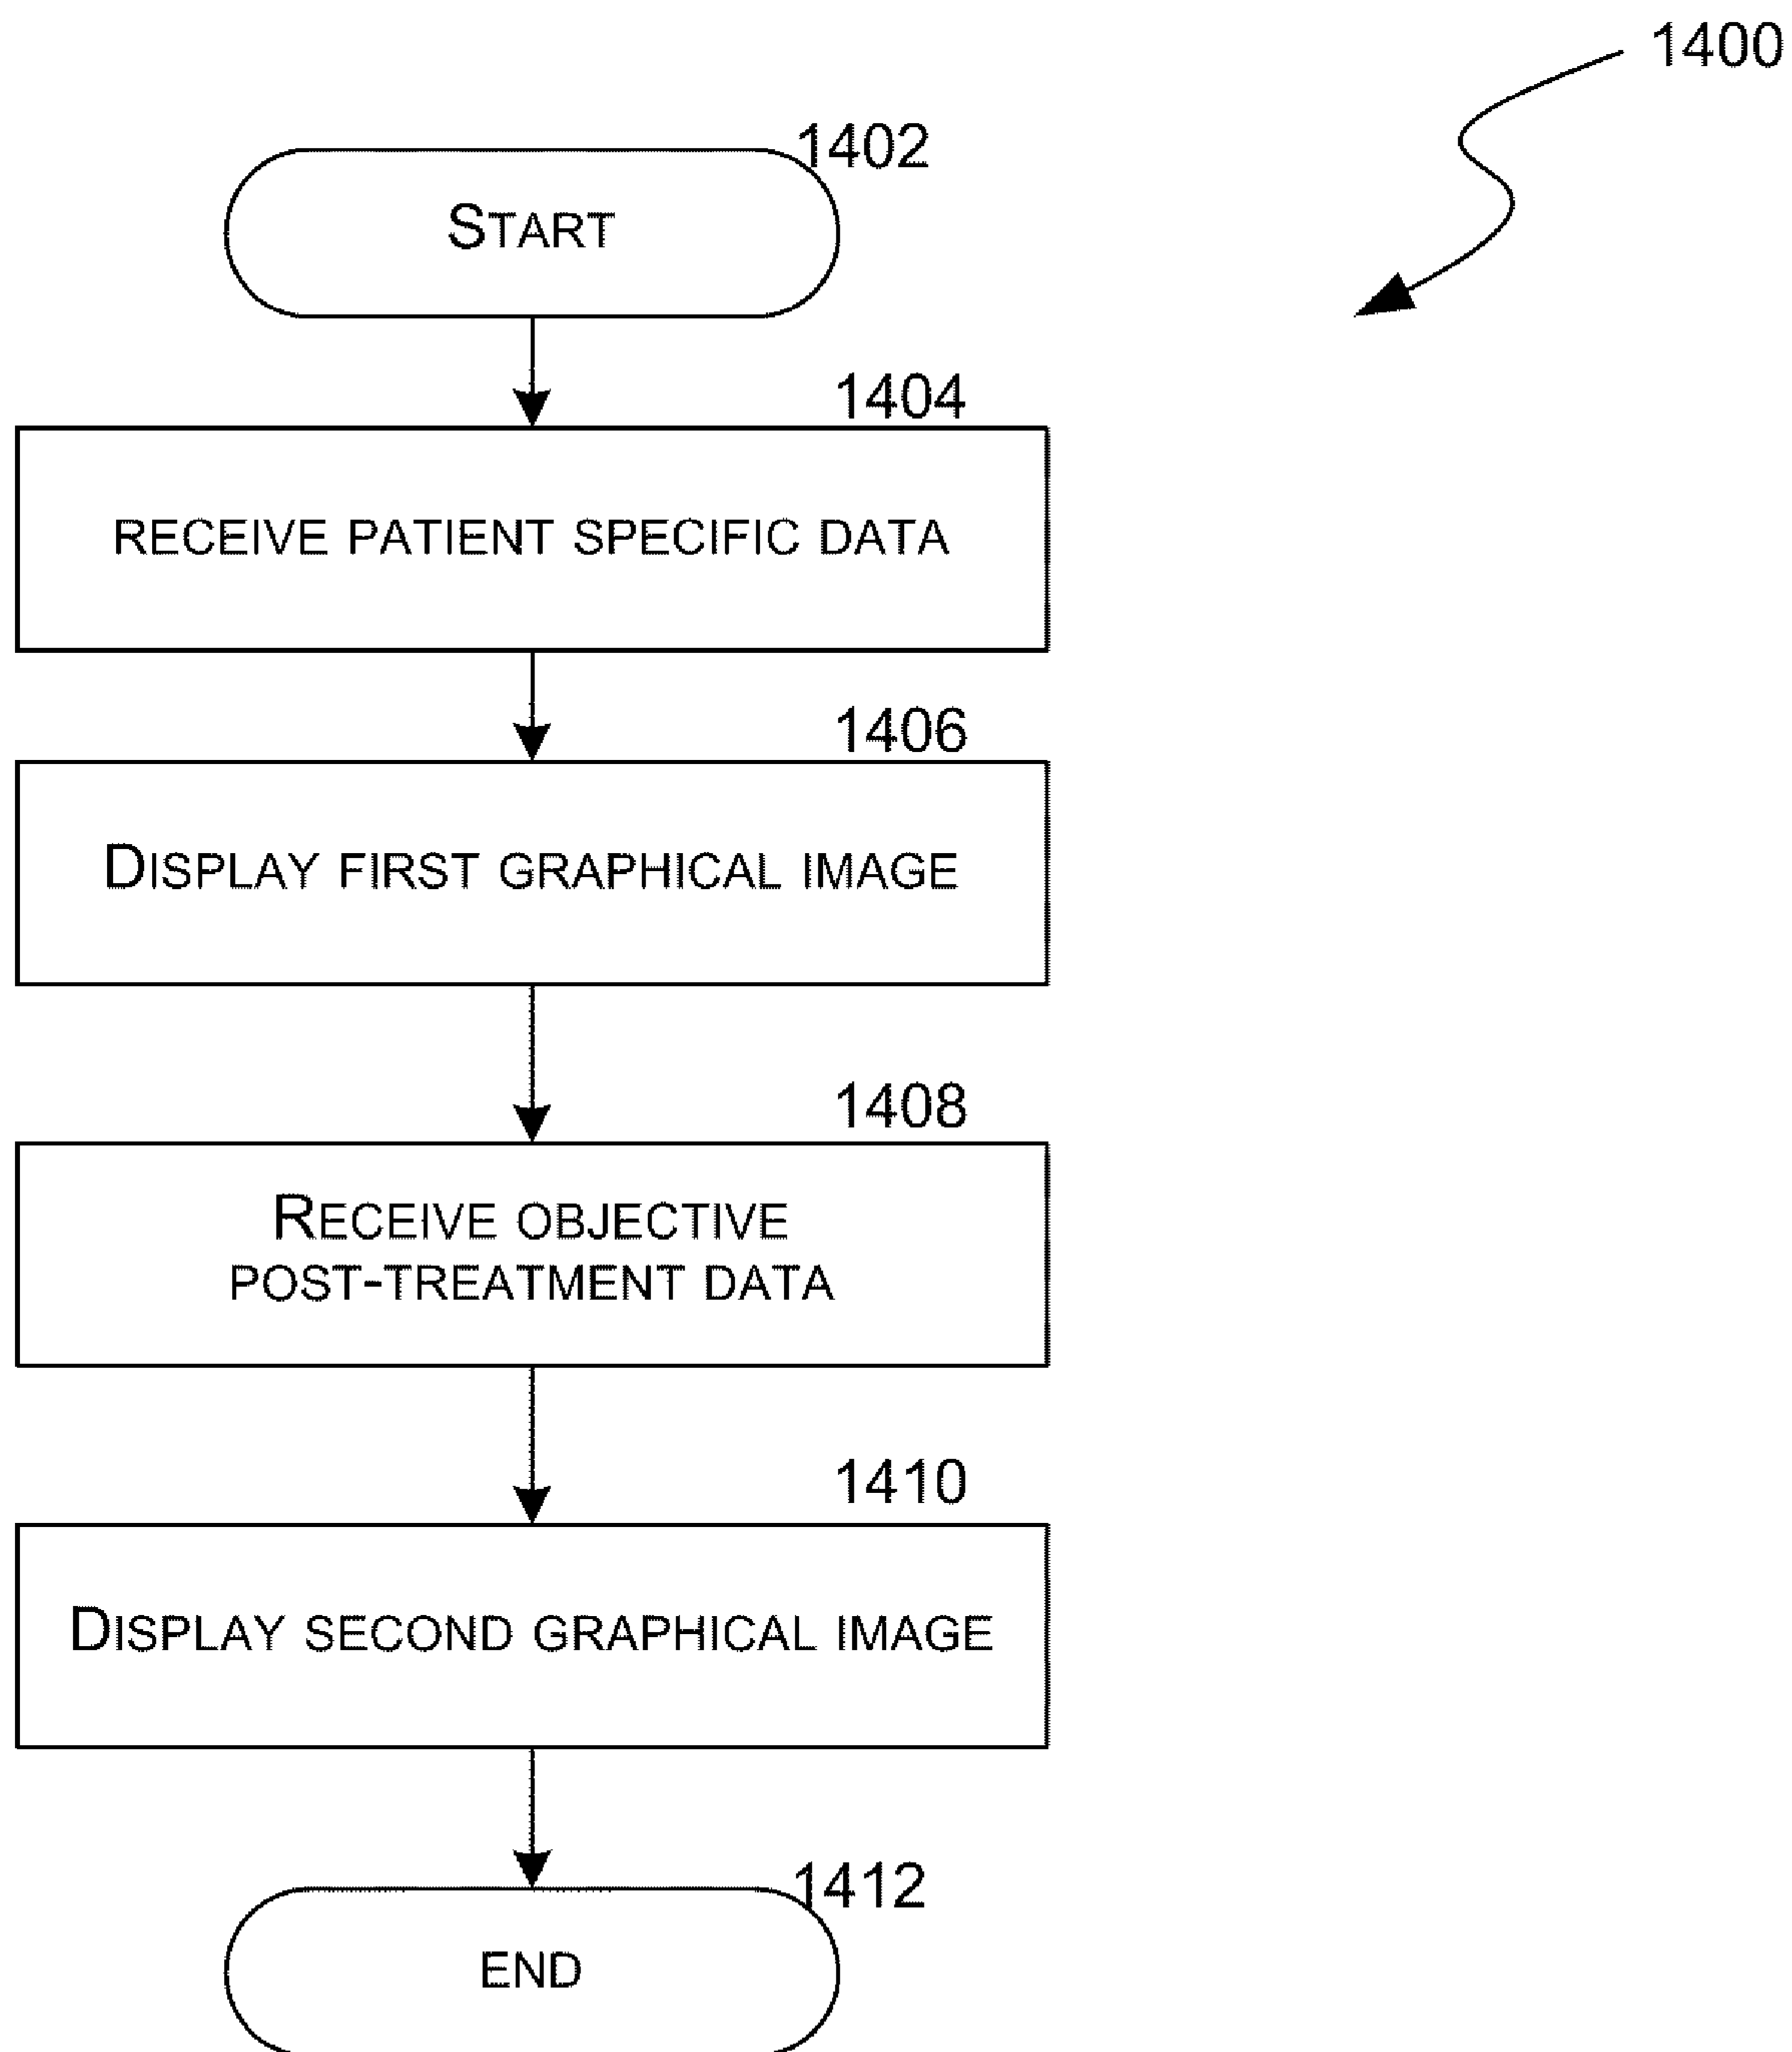 1400
1402
START
1404
RECEIVE PATIENT SPECIFIC DATA
1406
DISPLAY FIRST GRAPHICAL IMAGE
1408
RECEIVE OBJECTIVE
POST-TREATMENT DATA
1410
DISPLAY SECOND GRAPHICAL IMAGE
1412
END